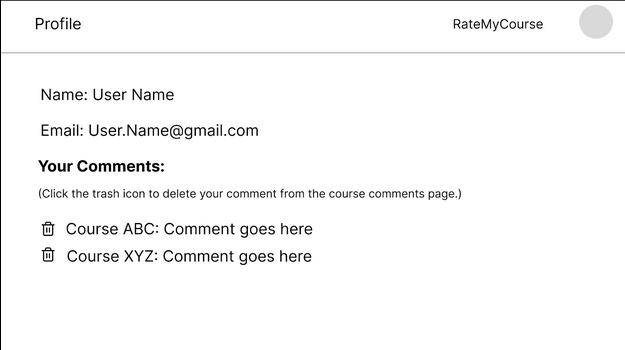 Profile
RateMyCourse
Name: User Name
Email: User.Name@gmail.com
Your Comments:
(Click the trash icon to delete your comment from the course comments page.)
Course ABC: Comment goes here
Course XYZ: Comment goes here